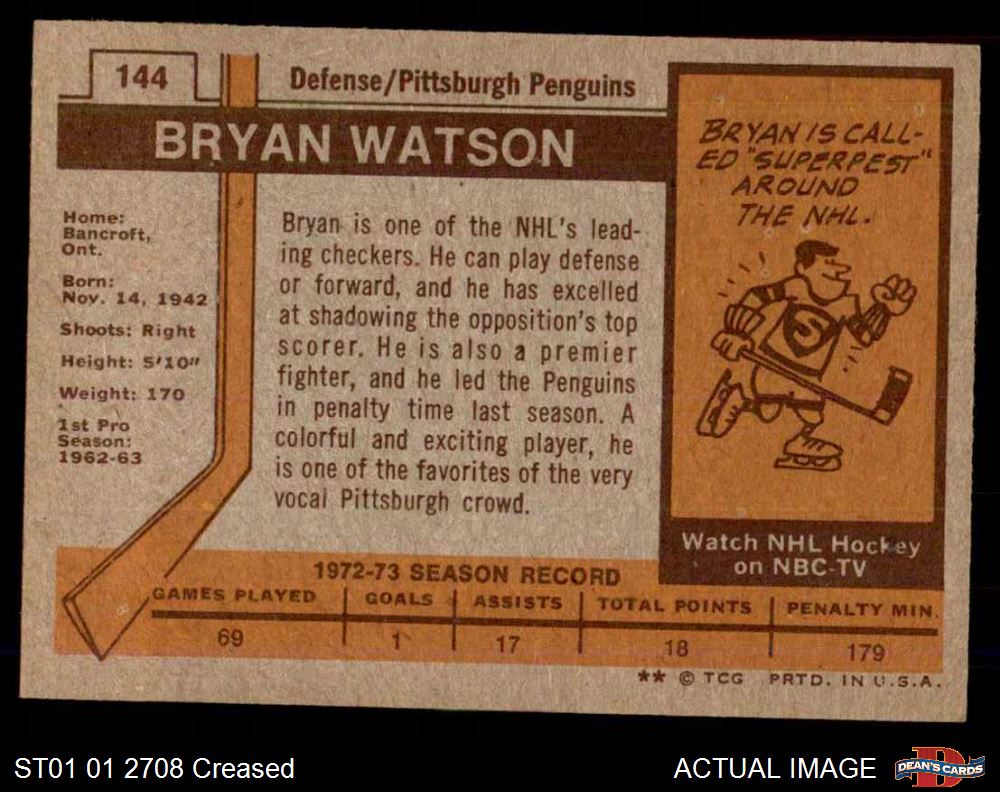 144
Defense/Pittsburgh Penguins
BRYAN WATSON
Home:
Bancroft,
Ont.
Born:
Nov. 14, 1942
Shoots: Right
Height: 5'10"
Weight: 170
1st Pro
Season:
1962-63
Bryan is one of the NHL's lead-
ing checkers. He can play defense
or forward, and he has excelled
at shadowing the opposition's top
scorer. He is also a premier
fighter, and he led the Penguins
in penalty time last season. A
colorful and exciting player, he
is one of the favorites of the very
vocal Pittsburgh crowd.
BRYAN IS CALL-
ED "SUPERPEST"
AROUND
THE NHL.
S
Watch NHL Hockey
on NBC-TV
1972-73 SEASON RECORD
GAMES PLAYED GOALS ASSISTS TOTAL POINTS PENALTY MIN.
69 1 17 18 179
** © TCG PRTD. IN U.S.A.
ST01 01 2708 Creased
ACTUAL IMAGE
D
DEAN'S CARDS